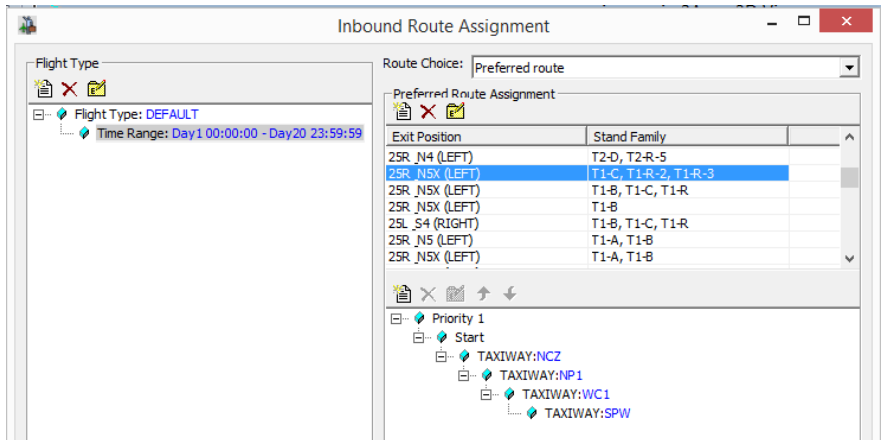 Inbound Route Assignment
Flight Type
Flight Type: DEFAULT
Time Range: Day1 00:00:00 - Day20 23:59:59
Route Choice: Preferred route
Preferred Route Assignment
Exit Position Stand Family
25R_N4 (LEFT) T2-D, T2-R-5
25R_N5X (LEFT) T1-C, T1-R-2, T1-R-3
25R_N5X (LEFT) T1-B, T1-C, T1-R
25R_N5X (LEFT) T1-B
25L_S4 (RIGHT) T1-B, T1-C, T1-R
25R_N5 (LEFT) T1-A, T1-B
25R_N5X (LEFT) T1-A, T1-B
Priority 1
Start
TAXIWAY:NCZ
TAXIWAY:NP1
TAXIWAY:WC1
TAXIWAY:SPW